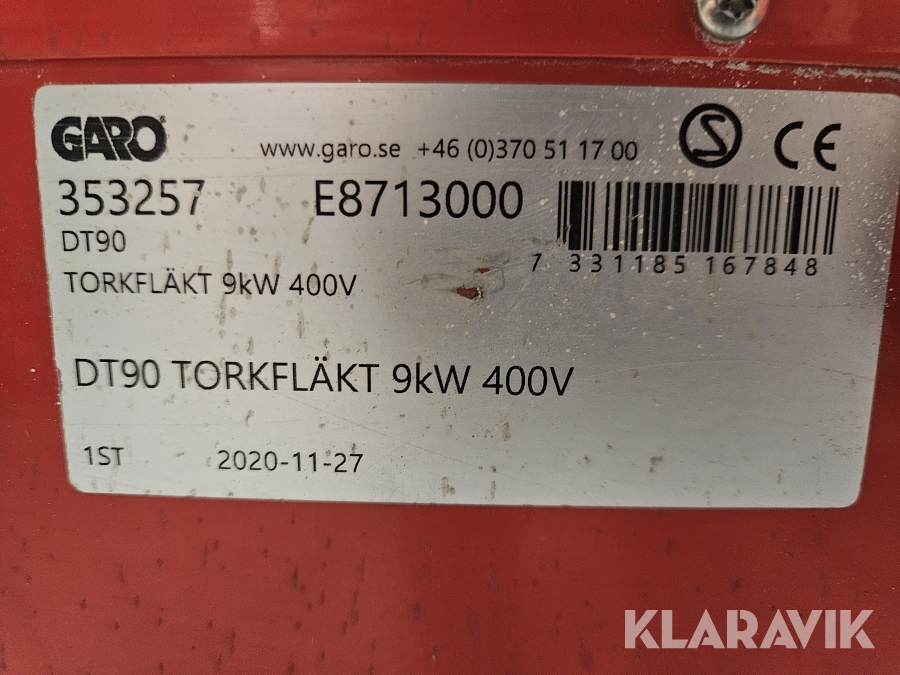 GARO
www.garo.se +46 (0)370 51 17 00
S CE
353257 E8713000
DT90
7 331185 167848
TORKFLÄKT 9kW 400V
DT90 TORKFLÄKT 9kW 400V
1ST 2020-11-27
KLARAVIK